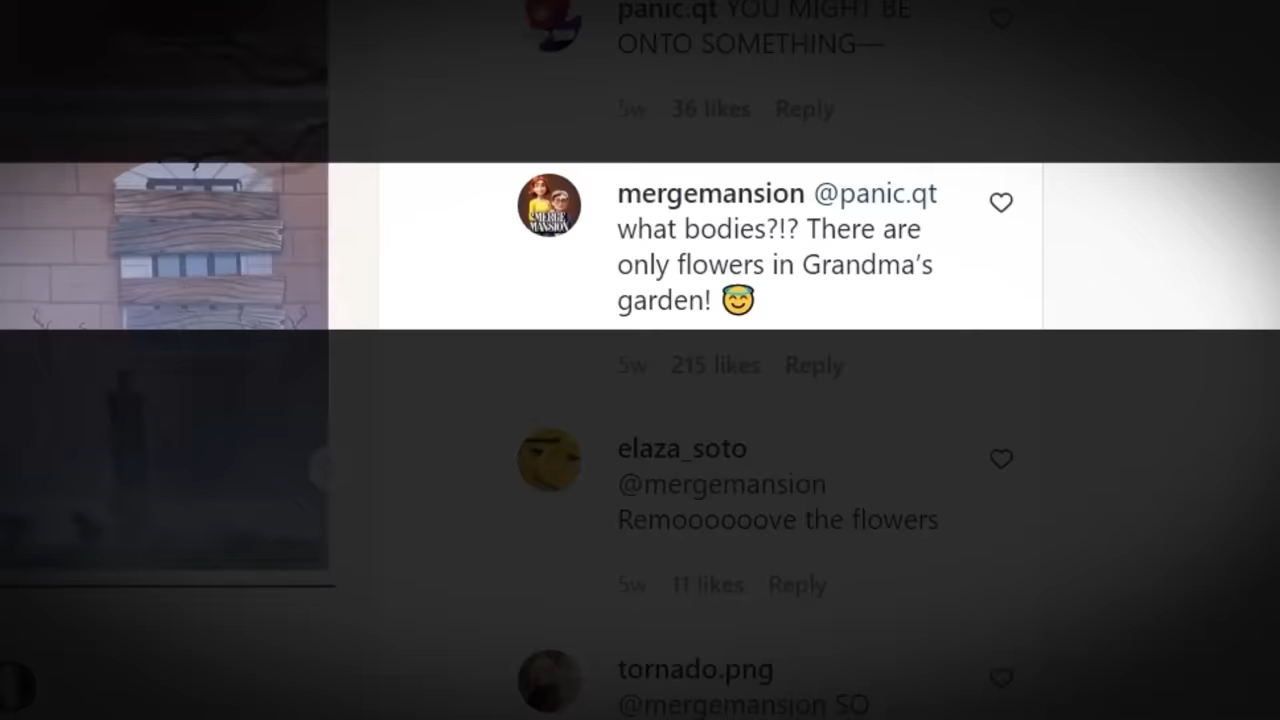 panic.qt YOU MIGHT BE
ONTO SOMETHING—
5w 36 likes Reply
mergemansion @panic.qt
what bodies?!? There are
only flowers in Grandma's
garden! 😇
MERGE
MANSION
5w 215 likes Reply
elaza_soto
@mergemansion
Remoooooove the flowers
5w 11 likes Reply
tornado.png
@mergemansion SO